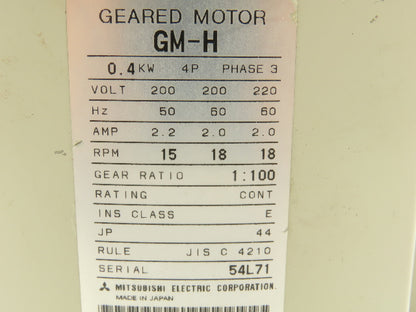 GEARED MOTOR
GM-H
0.4 KW 4P PHASE 3
VOLT 200 200 220
Hz 50 60 60
AMP 2.2 2.0 2.0
RPM 15 18 18
GEAR RATIO 1:100
RATING CONT
INS CLASS E
JP 44
RULE JIS C 4210
SERIAL 54L71
MITSUBISHI ELECTRIC CORPORATION.
MADE IN JAPAN